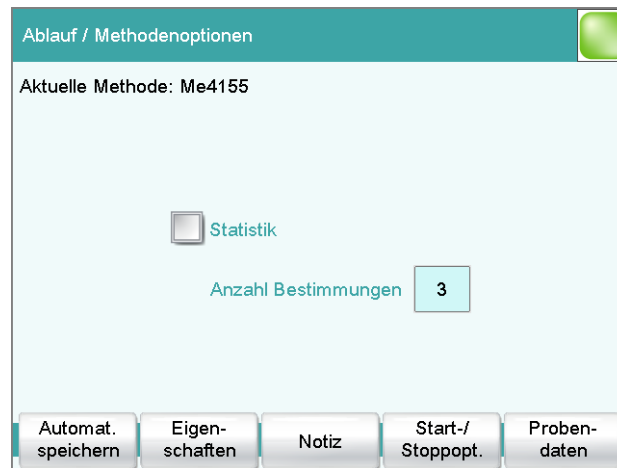 Ablauf / Methodenoptionen
Aktuelle Methode: Me4155
Statistik
Anzahl Bestimmungen 3
Automat.
speichern
Eigen-
schaften
Notiz
Start-/
Stoppopt.
Proben-
daten